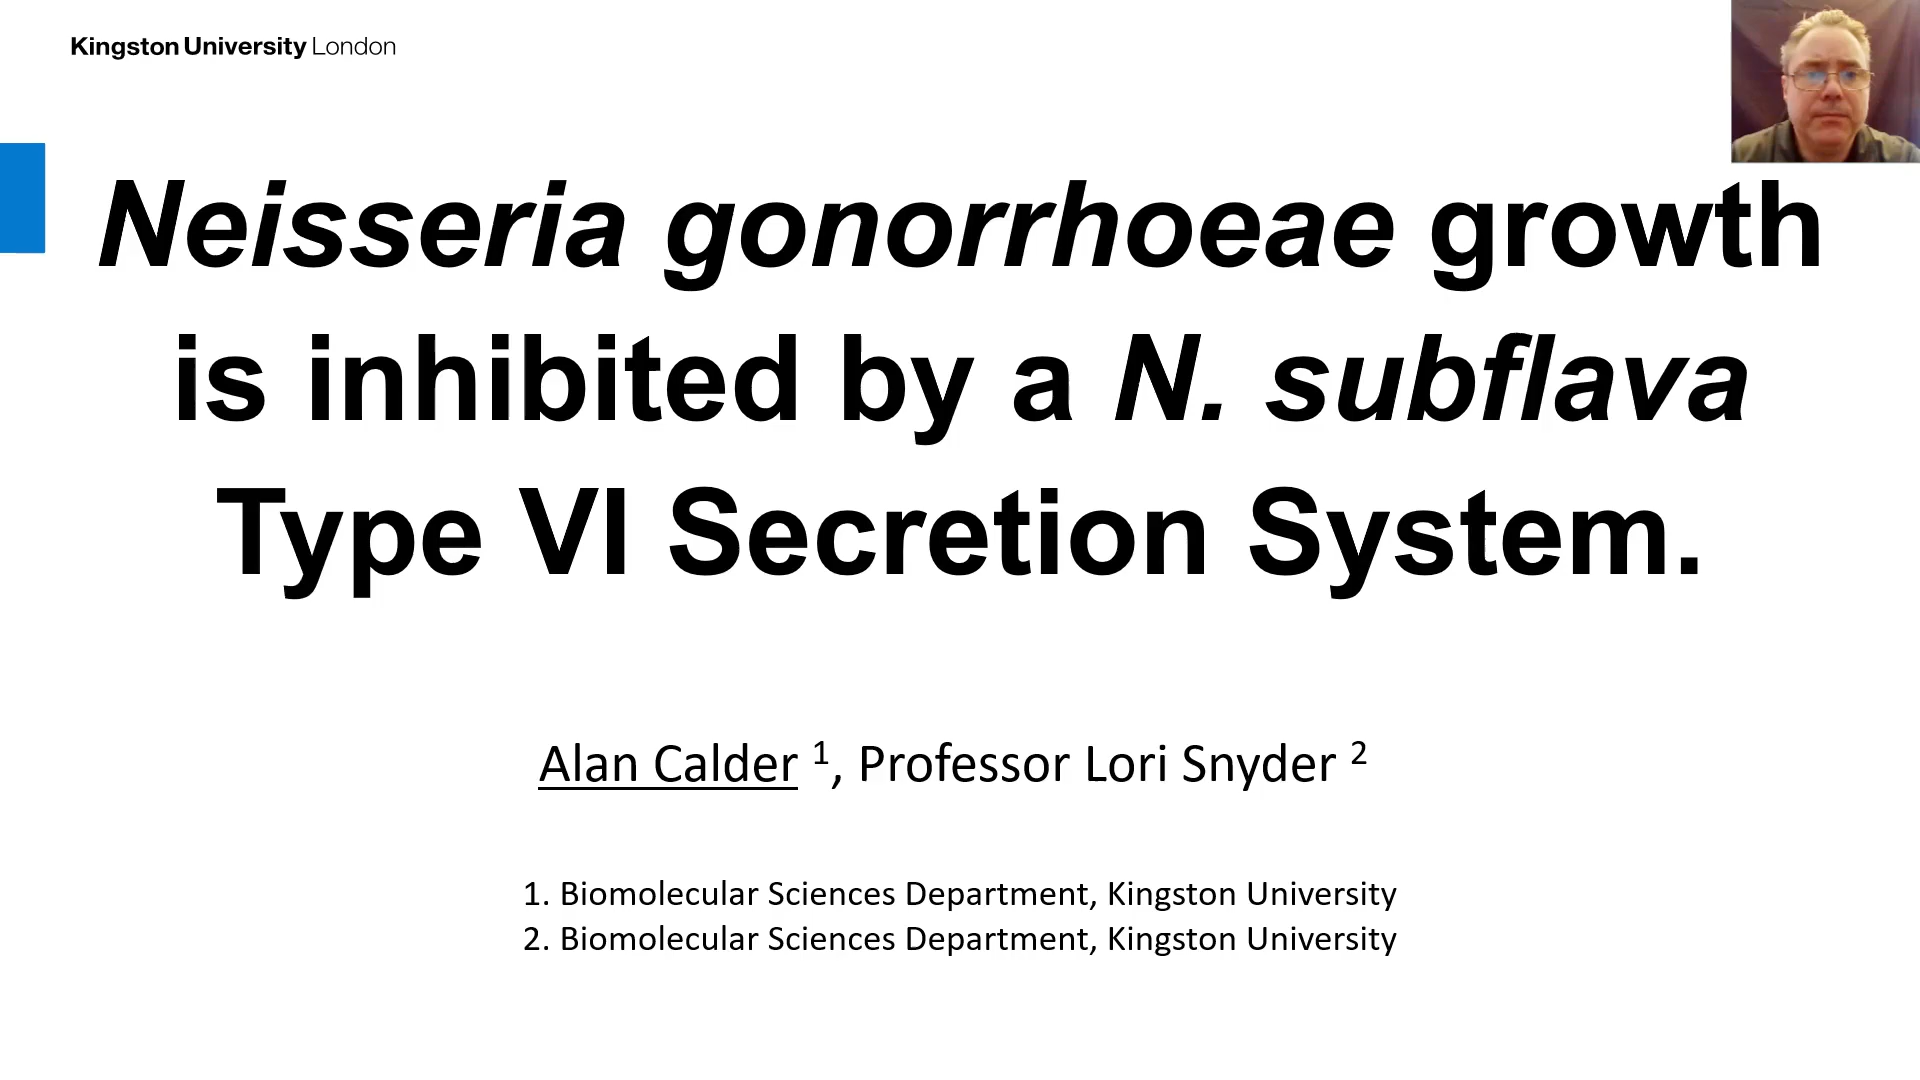 Kingston University London
Neisseria gonorrhoeae growth
is inhibited by a N. subflava
Type VI Secretion System.
Alan Calder 1, Professor Lori Snyder 2
1. Biomolecular Sciences Department, Kingston University
2. Biomolecular Sciences Department, Kingston University